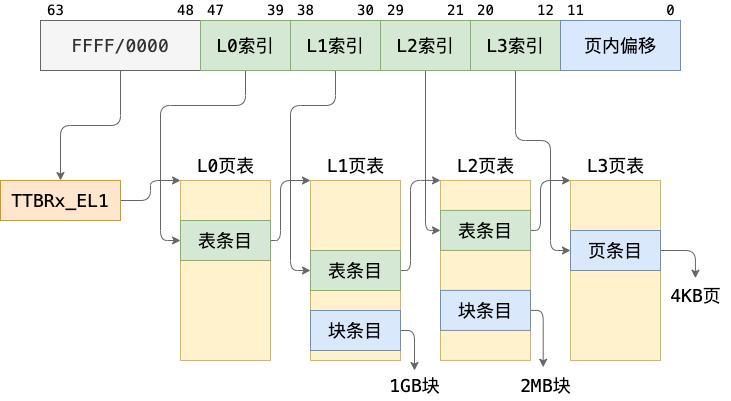 63 48 47 39 38 30 29 21 20 12 11 0
FFFF/0000 L0索引 L1索引 L2索引 L3索引 页内偏移
L0页表 L1页表 L2页表 L3页表
TTBRx_EL1
表条目 表条目 表条目 页条目
块条目 块条目
4KB页
1GB块 2MB块